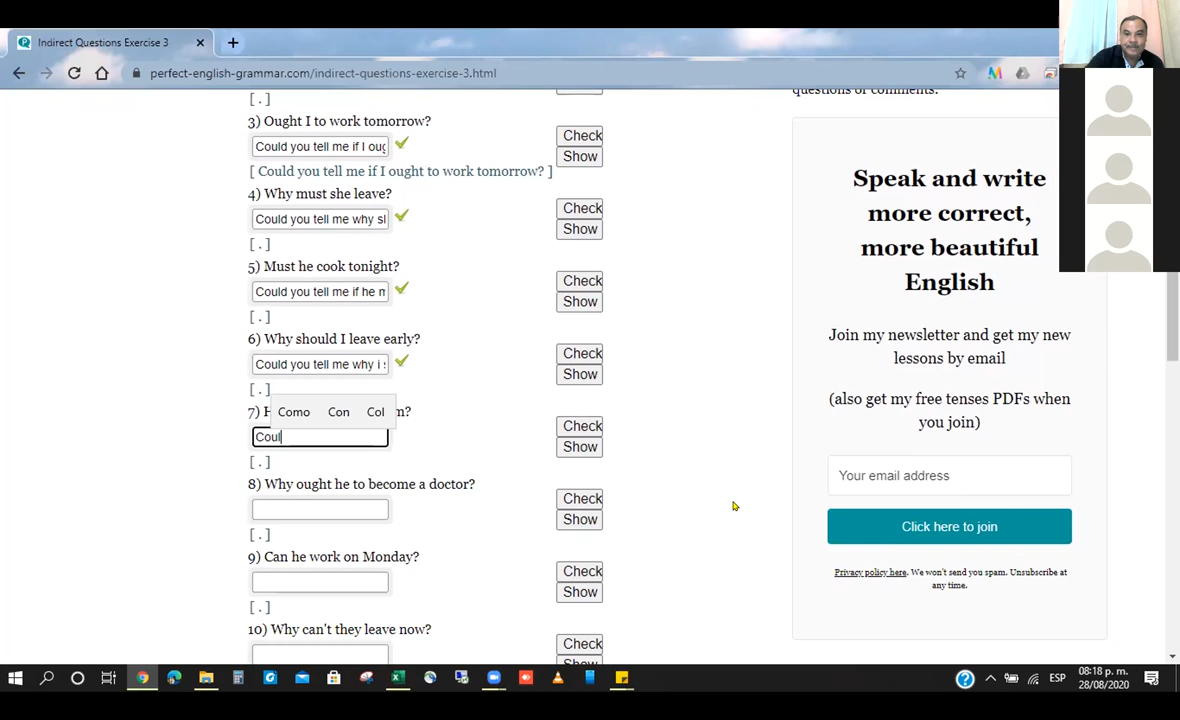 Indirect Questions Exercise 3
perfect-english-grammar.com/indirect-questions-exercise-3.html
questions or comments.
[ . ]
3) Ought I to work tomorrow?
Check
Could you tell me if I oug
Show
[ Could you tell me if I ought to work tomorrow? ]
4) Why must she leave?
Check
Could you tell me why sl
Show
[ . ]
5) Must he cook tonight?
Check
Could you tell me if he m
Show
[ . ]
6) Why should I leave early?
Check
Could you tell me why i s
Show
[ . ]
Como Con Col
7) H m?
Check
Coul
Show
[ . ]
8) Why ought he to become a doctor?
Check
Show
[ . ]
9) Can he work on Monday?
Check
Show
[ . ]
10) Why can't they leave now?
Check
Show
Speak and write
more correct,
more beautiful
English
Join my newsletter and get my new
lessons by email
(also get my free tenses PDFs when
you join)
Your email address
Click here to join
Privacy policy here. We won't send you spam. Unsubscribe at
any time.
ESP
08:18 p. m.
28/08/2020